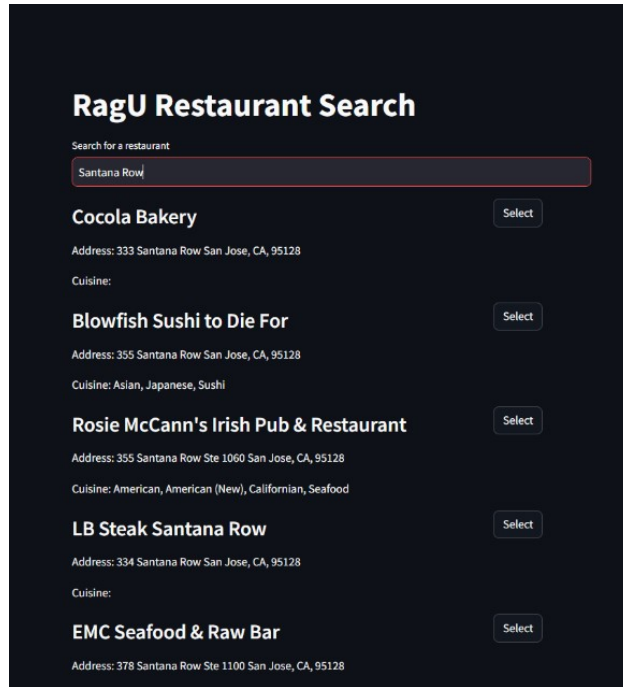 RagU Restaurant Search
Search for a restaurant
Santana Row
Cocola Bakery
Select
Address: 333 Santana Row San Jose, CA, 95128
Cuisine:
Blowfish Sushi to Die For
Select
Address: 355 Santana Row San Jose, CA, 95128
Cuisine: Asian, Japanese, Sushi
Rosie McCann's Irish Pub & Restaurant
Select
Address: 355 Santana Row Ste 1060 San Jose, CA, 95128
Cuisine: American, American (New), Californian, Seafood
LB Steak Santana Row
Select
Address: 334 Santana Row San Jose, CA, 95128
Cuisine:
EMC Seafood & Raw Bar
Select
Address: 378 Santana Row Ste 1100 San Jose, CA, 95128